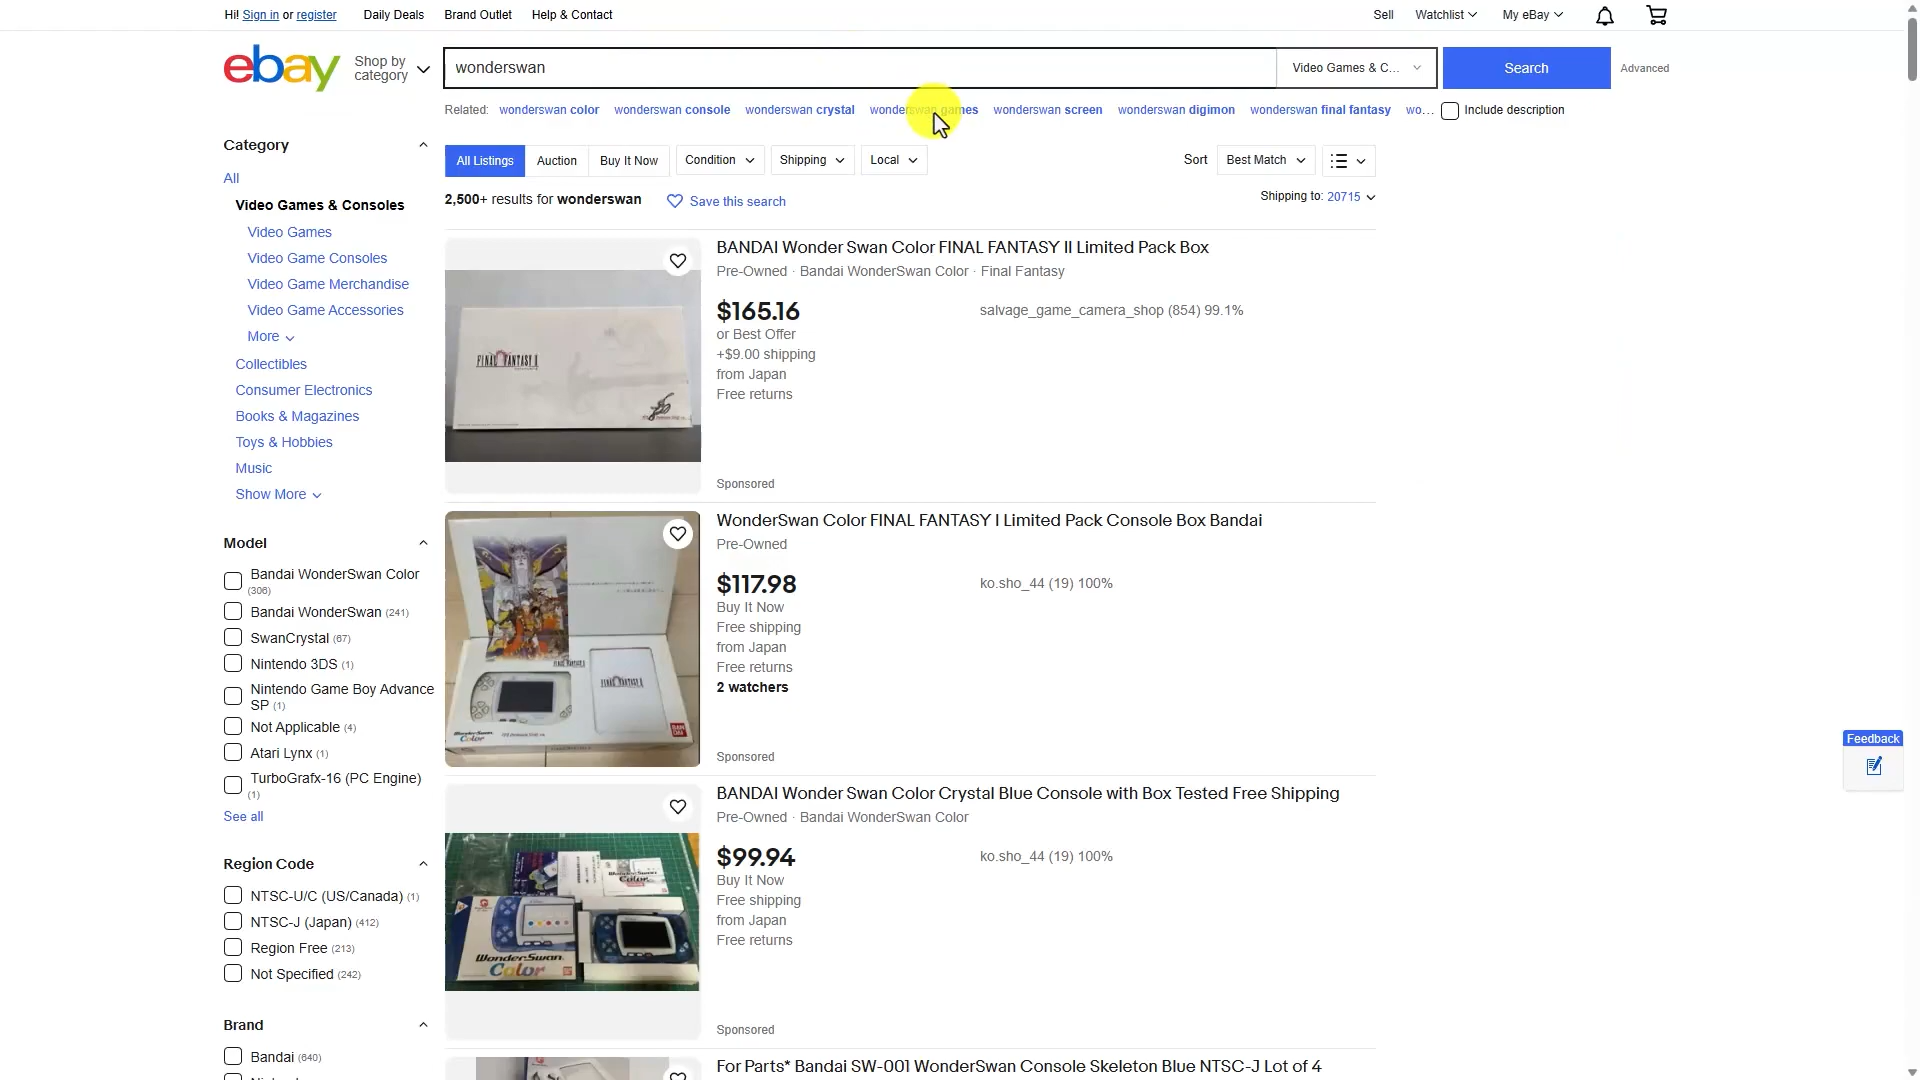 Hi! Sign in or register
Daily Deals
Brand Outlet
Help & Contact
Sell
Watchlist
My eBay
ebay
Shop by category
wonderswan
Video Games & C...
Search
Advanced
Related:
wonderswan color
wonderswan console
wonderswan crystal
wonderswan games
wonderswan screen
wonderswan digimon
wonderswan final fantasy
wo...
Include description
Category
All
Video Games & Consoles
Video Games
Video Game Consoles
Video Game Merchandise
Video Game Accessories
More
Collectibles
Consumer Electronics
Books & Magazines
Toys & Hobbies
Music
Show More
Model
Bandai WonderSwan Color
(306)
Bandai WonderSwan (241)
SwanCrystal (67)
Nintendo 3DS (1)
Nintendo Game Boy Advance
SP (1)
Not Applicable (4)
Atari Lynx (1)
TurboGrafx-16 (PC Engine)
(1)
See all
Region Code
NTSC-U/C (US/Canada) (1)
NTSC-J (Japan) (412)
Region Free (213)
Not Specified (242)
Brand
Bandai (640)
All Listings
Auction
Buy It Now
Condition
Shipping
Local
Sort
Best Match
2,500+ results for wonderswan
Save this search
Shipping to: 20715
BANDAI Wonder Swan Color FINAL FANTASY II Limited Pack Box
Pre-Owned · Bandai WonderSwan Color · Final Fantasy
$165.16
or Best Offer
+$9.00 shipping
from Japan
Free returns
salvage_game_camera_shop (854) 99.1%
Sponsored
FINAL FANTASY II
WonderSwan Color FINAL FANTASY I Limited Pack Console Box Bandai
Pre-Owned
$117.98
Buy It Now
Free shipping
from Japan
Free returns
2 watchers
ko.sho_44 (19) 100%
Sponsored
WonderSwan
Color
BANDAI
BANDAI Wonder Swan Color Crystal Blue Console with Box Tested Free Shipping
Pre-Owned · Bandai WonderSwan Color
$99.94
Buy It Now
Free shipping
from Japan
Free returns
ko.sho_44 (19) 100%
Sponsored
WonderSwan
Color
For Parts* Bandai SW-001 WonderSwan Console Skeleton Blue NTSC-J Lot of 4
Feedback